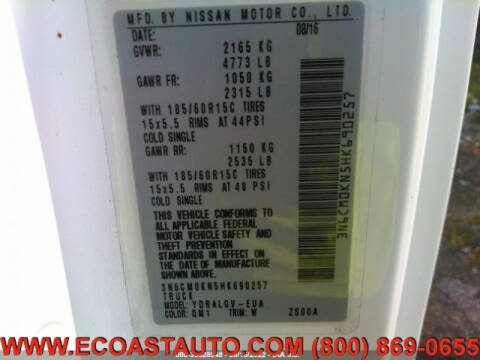 MFD. BY NISSAN MOTOR CO., LTD.
DATE: 08/16
GVWR: 2165 KG
4773 LB
GAWR FR: 1050 KG
2315 LB
WITH 185/60R15C TIRES
15x5.5 RIMS AT 44PSI
COLD SINGLE
GAWR RR: 1150 KG
2535 LB
WITH 185/60R15C TIRES
15x5.5 RIMS AT 48 PSI
COLD SINGLE
THIS VEHICLE CONFORMS TO
ALL APPLICABLE FEDERAL
MOTOR VEHICLE SAFETY AND
THEFT PREVENTION
STANDARDS IN EFFECT ON
THE DATE OF MANUFACTURE
SHOWN ABOVE.
3N6CM0KN5HK690257
TRUCK
MODEL: YDRALGV-EUA
COLOR: QM1 TRIM: W ZS00A
3N6CM0KN5HK690257
WWW.ECOASTAUTO.COM * (800) 869-0655